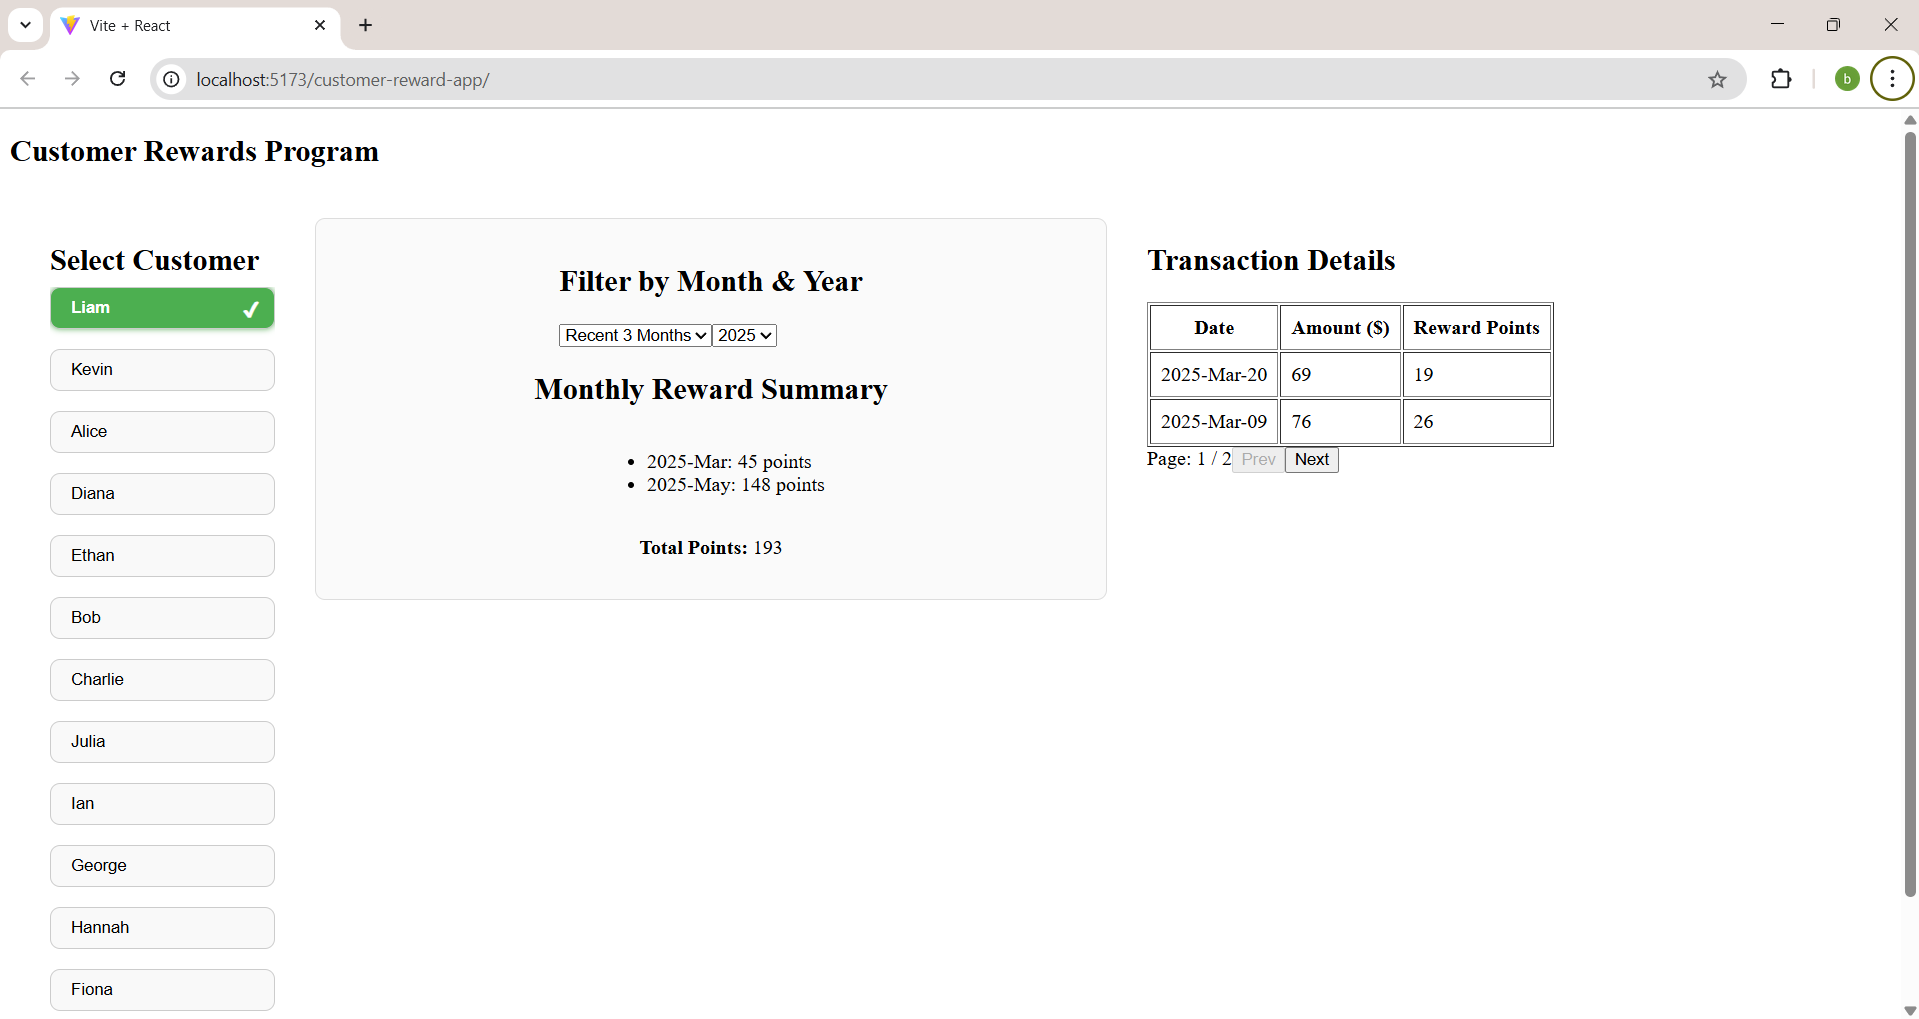 Vite + React
localhost:5173/customer-reward-app/
b
Customer Rewards Program
Select Customer
Liam
Kevin
Alice
Diana
Ethan
Bob
Charlie
Julia
Ian
George
Hannah
Fiona
Filter by Month & Year
Recent 3 Months 2025
Monthly Reward Summary
• 2025-Mar: 45 points
• 2025-May: 148 points
Total Points: 193
Transaction Details
Date Amount ($) Reward Points
2025-Mar-20 69 19
2025-Mar-09 76 26
Page: 1 / 2 Prev Next